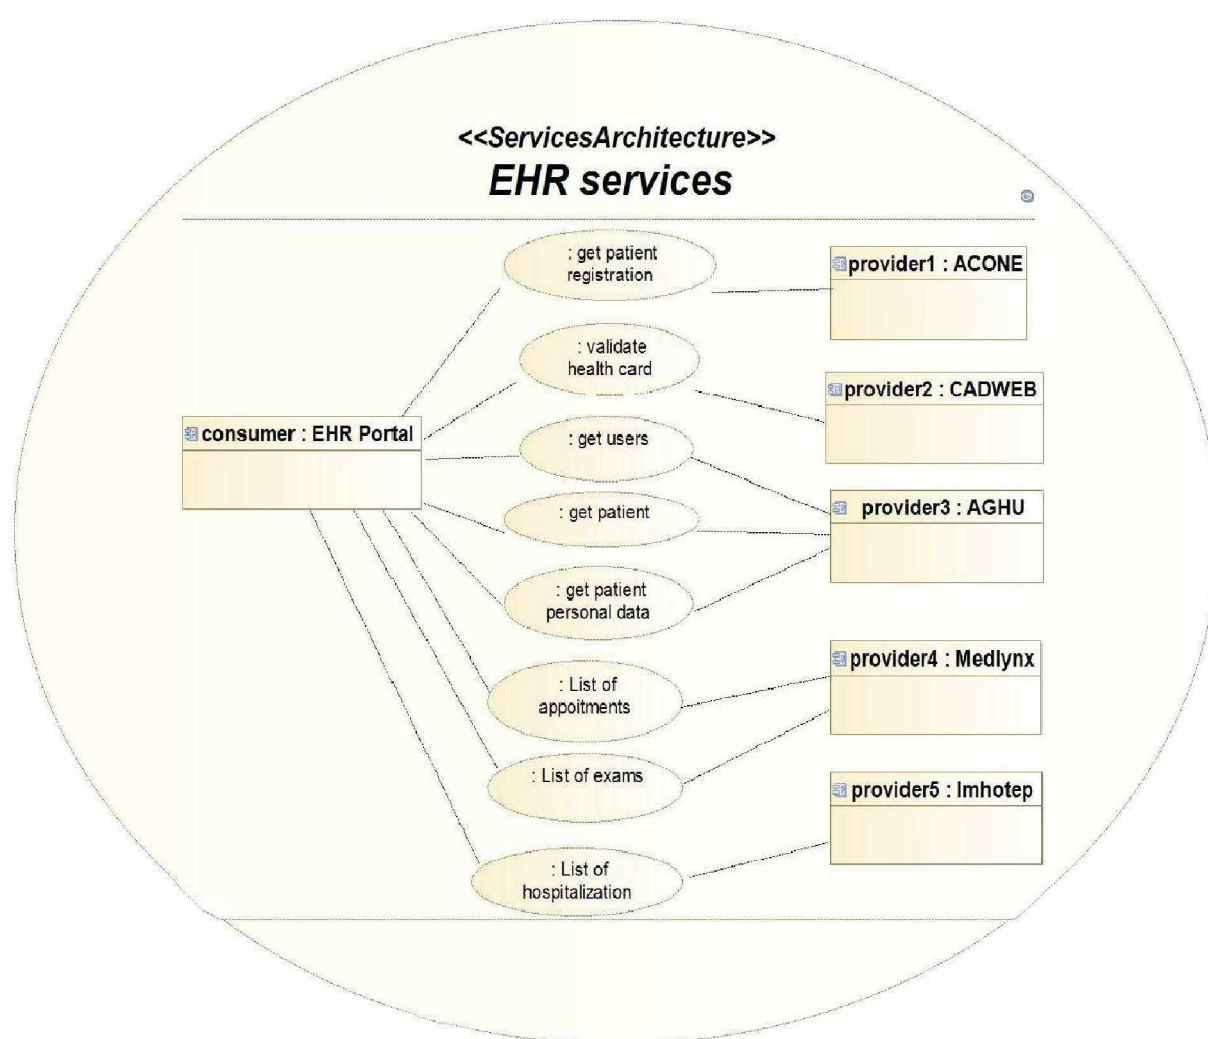 <<ServicesArchitecture>>
EHR services
: get patient
registration
provider1 : ACONE
: validate
health card
provider2 : CADWEB
consumer : EHR Portal
: get users
: get patient
provider3 : AGHU
: get patient
personal data
provider4 : Medlynx
: List of
appoitments
: List of exams
provider5 : Imhotep
: List of
hospitalization